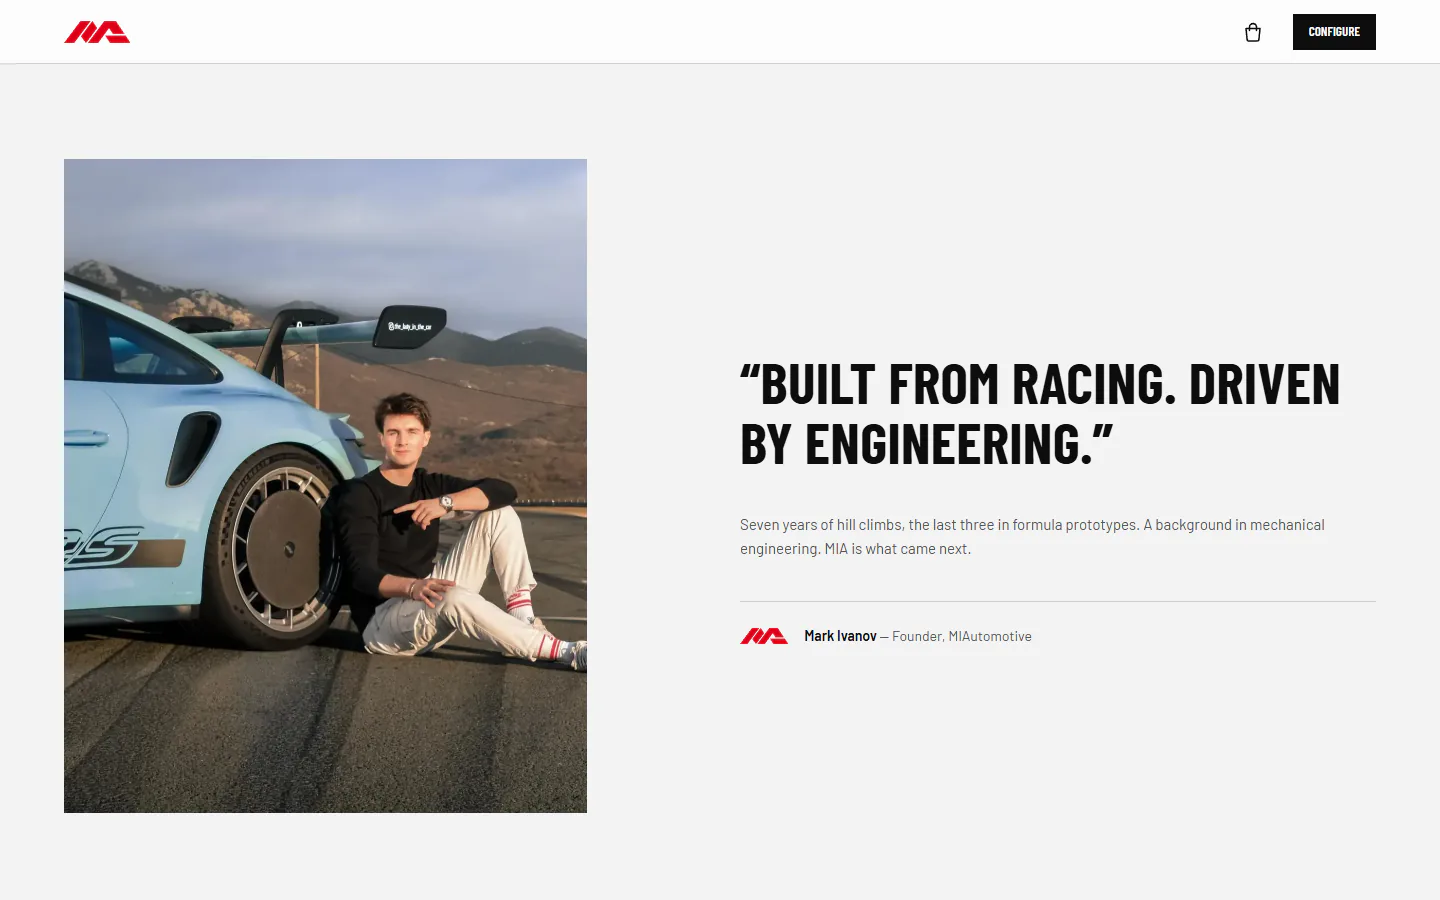 CONFIGURE
@the_lady_in_the_car
“BUILT FROM RACING. DRIVEN
BY ENGINEERING.”
Seven years of hill climbs, the last three in formula prototypes. A background in mechanical
engineering. MIA is what came next.
Mark Ivanov — Founder, MIAutomotive